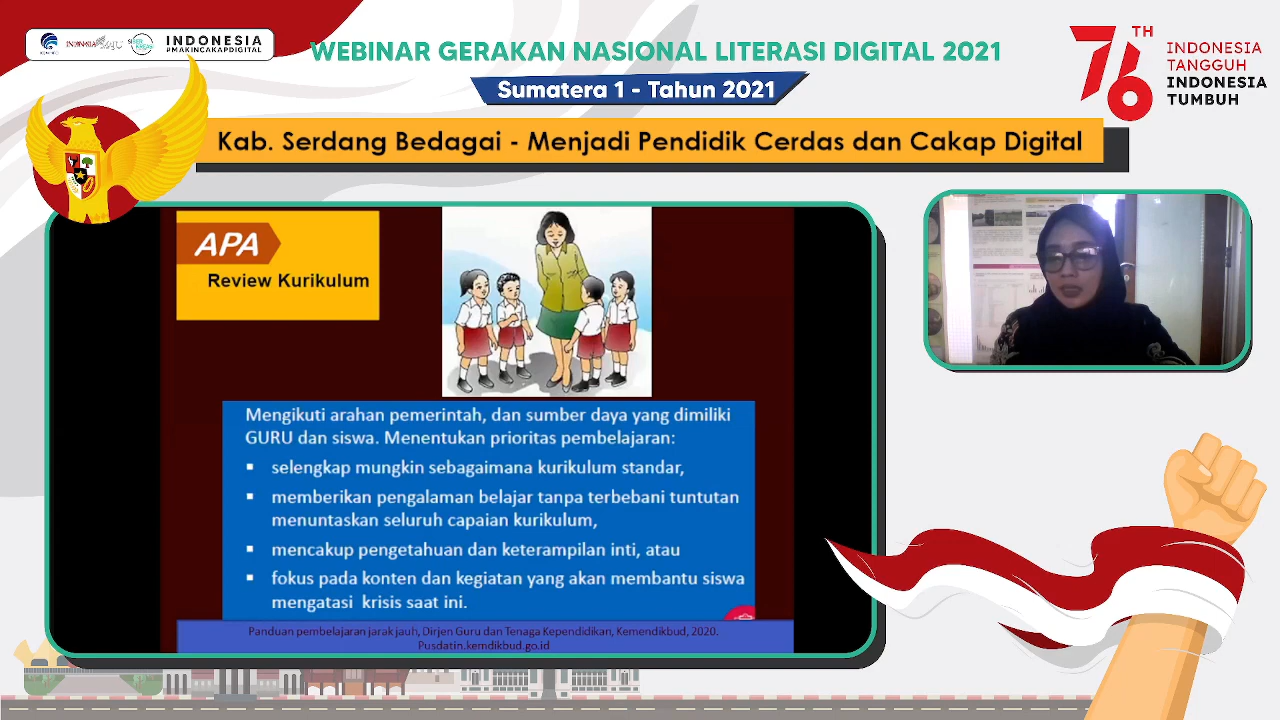 KOMINFO
INDONESIA
PMAKINCAKAPDIGITAL
WEBINAR GERAKAN NASIONAL LITERASI DIGITAL 2021
Sumatera 1 - Tahun 2021
76 TH
INDONESIA
TANGGUH
INDONESIA
TUMBUH
Kab. Serdang Bedagai - Menjadi Pendidik Cerdas dan Cakap Digital
APA
Review Kurikulum
Mengikuti arahan pemerintah, dan sumber daya yang dimiliki
GURU dan siswa. Menentukan prioritas pembelajaran:
▪ selengkap mungkin sebagaimana kurikulum standar,
▪ memberikan pengalaman belajar tanpa terbebani tuntutan
menuntaskan seluruh capaian kurikulum,
▪ mencakup pengetahuan dan keterampilan inti, atau
▪ fokus pada konten dan kegiatan yang akan membantu siswa
mengatasi krisis saat ini.
Panduan pembelajaran jarak jauh, Dirjen Guru dan Tenaga Kependidikan, Kemendikbud, 2020.
Pusdatin.kemdikbud.go.id